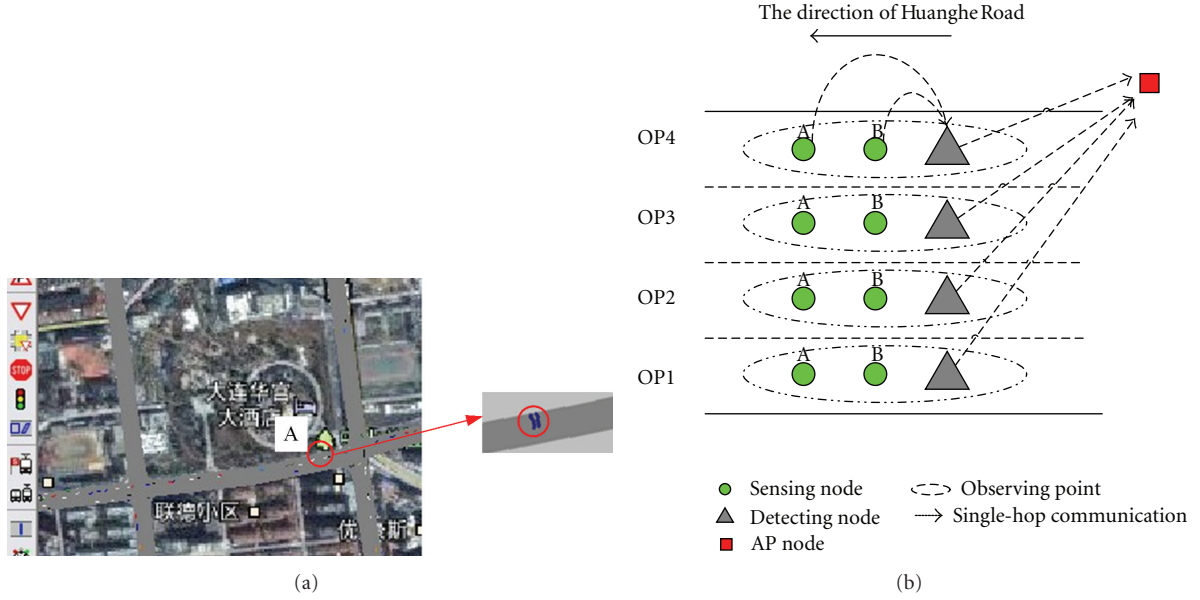 STOP
大连华宫
大酒店
A
联德小区
(a)
The direction of Huanghe Road
OP4
A
B
OP3
A
B
OP2
A
B
OP1
A
B
Sensing node
Observing point
Detecting node
Single-hop communication
AP node
(b)